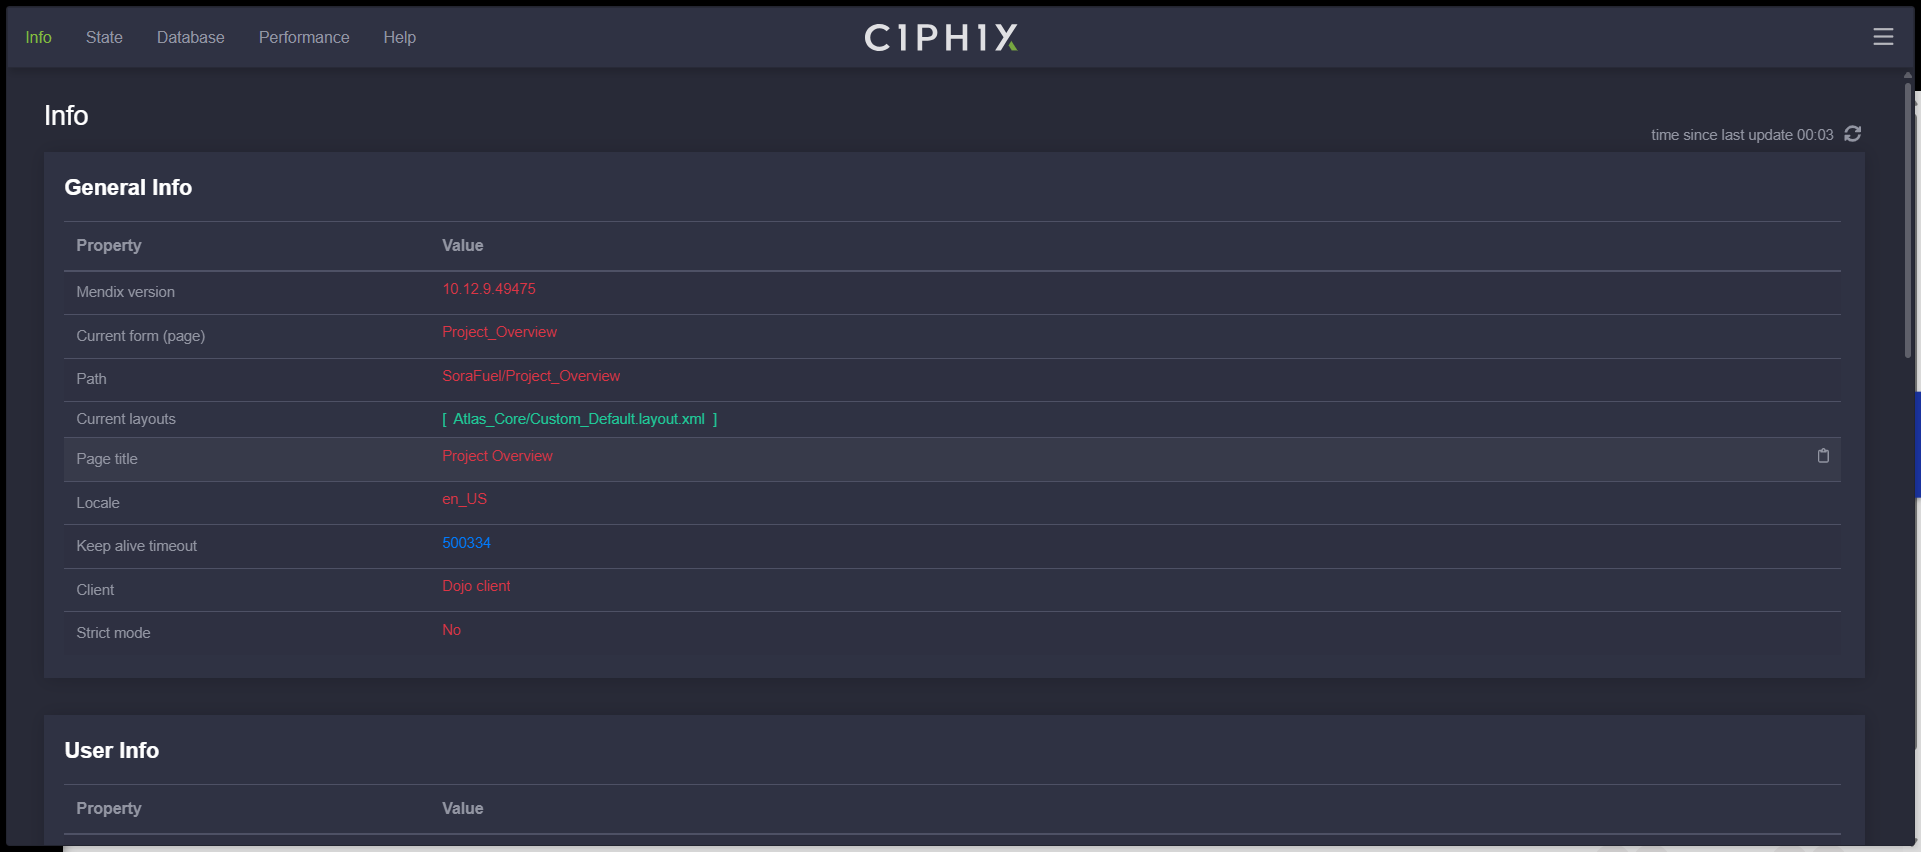 Info State Database Performance Help C1PH1X
Info
time since last update 00:03
General Info
Property Value
Mendix version 10.12.9.49475
Current form (page) Project_Overview
Path SoraFuel/Project_Overview
Current layouts [ Atlas_Core/Custom_Default.layout.xml ]
Page title Project Overview
Locale en_US
Keep alive timeout 500334
Client Dojo client
Strict mode No
User Info
Property Value